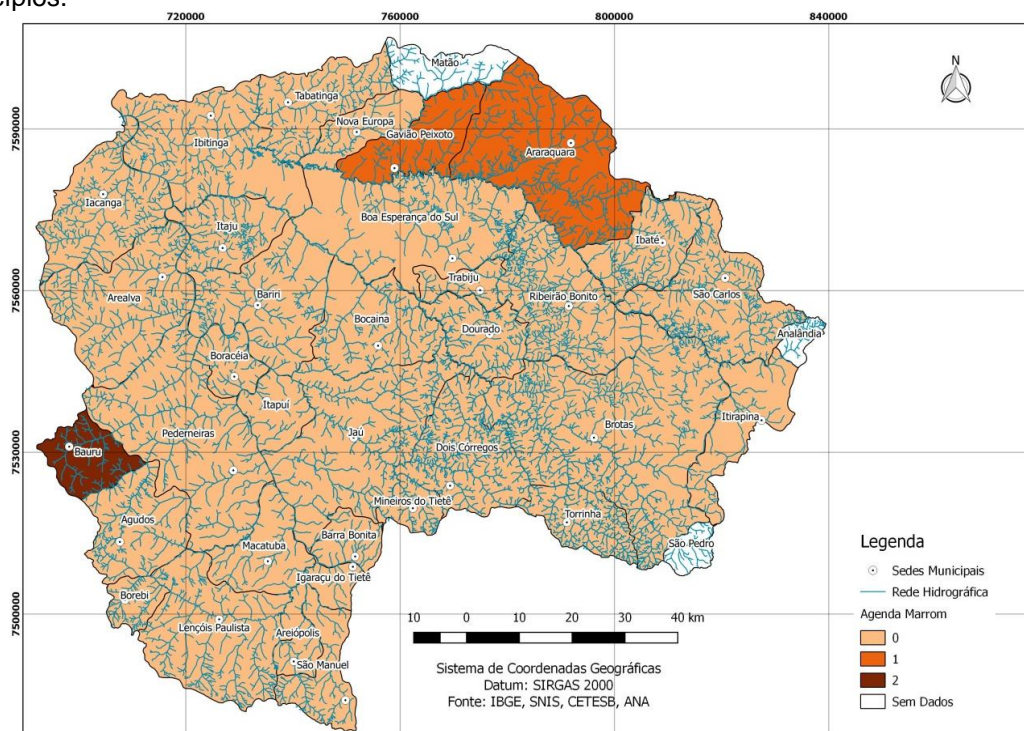 cípios.
720000 760000 800000 840000
N
Matão
Tabatinga
7590000
Nova Europa
Gavião Peixoto
Ibitinga
Araraquara
Iacanga
Boa Esperança do Sul
Itaju
Ibaté
Trabiju
7560000
Arealva
Bariri
Ribeirão Bonito
São Carlos
Bocaina
Dourado
Analândia
Boracéia
Itapuí
Itirapina
Pederneiras
Jaú
Brotas
7530000
Bauru
Dois Córregos
Mineiros do Tietê
Torrinha
Agudos
Barra Bonita
São Pedro
Macatuba
Igaraçu do Tietê
Borebi
7500000
Lençóis Paulista
Areiópolis
São Manuel
10 0 10 20 30 40 km
Sistema de Coordenadas Geográficas
Datum: SIRGAS 2000
Fonte: IBGE, SNIS, CETESB, ANA
Legenda
Sedes Municipais
Rede Hidrográfica
Agenda Marrom
0
1
2
Sem Dados